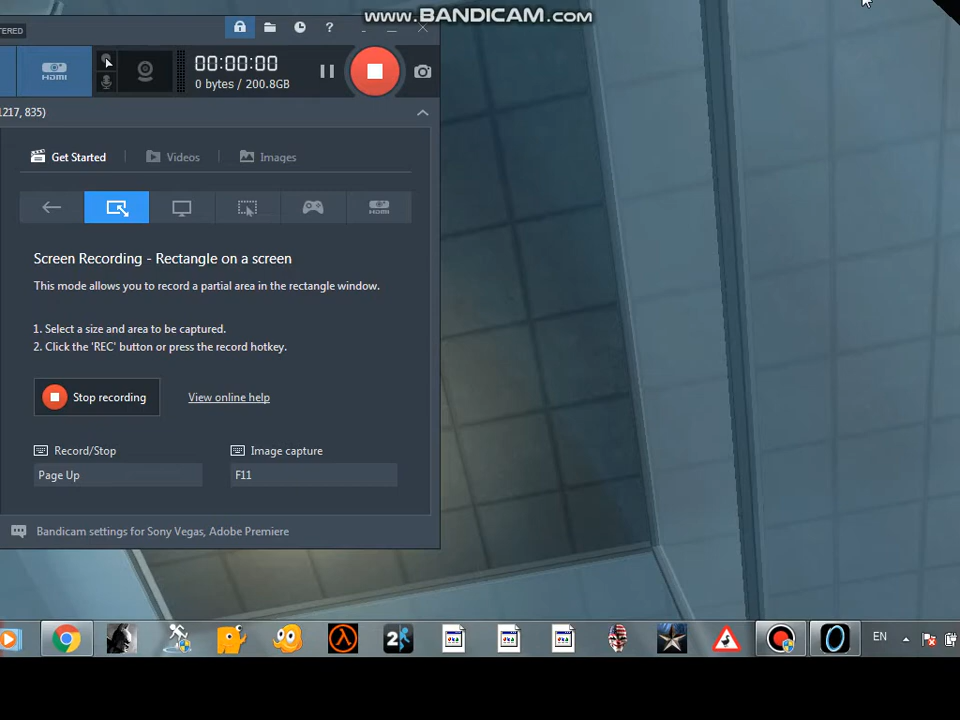 www.BANDICAM.com
TERED
?
HDMI
00:00:00
0 bytes / 200.8GB
1217, 835)
Get Started
Videos
Images
HDMI
Screen Recording - Rectangle on a screen
This mode allows you to record a partial area in the rectangle window.
1. Select a size and area to be captured.
2. Click the 'REC' button or press the record hotkey.
Stop recording
View online help
Record/Stop
Image capture
Page Up
F11
Bandicam settings for Sony Vegas, Adobe Premiere
2
EN